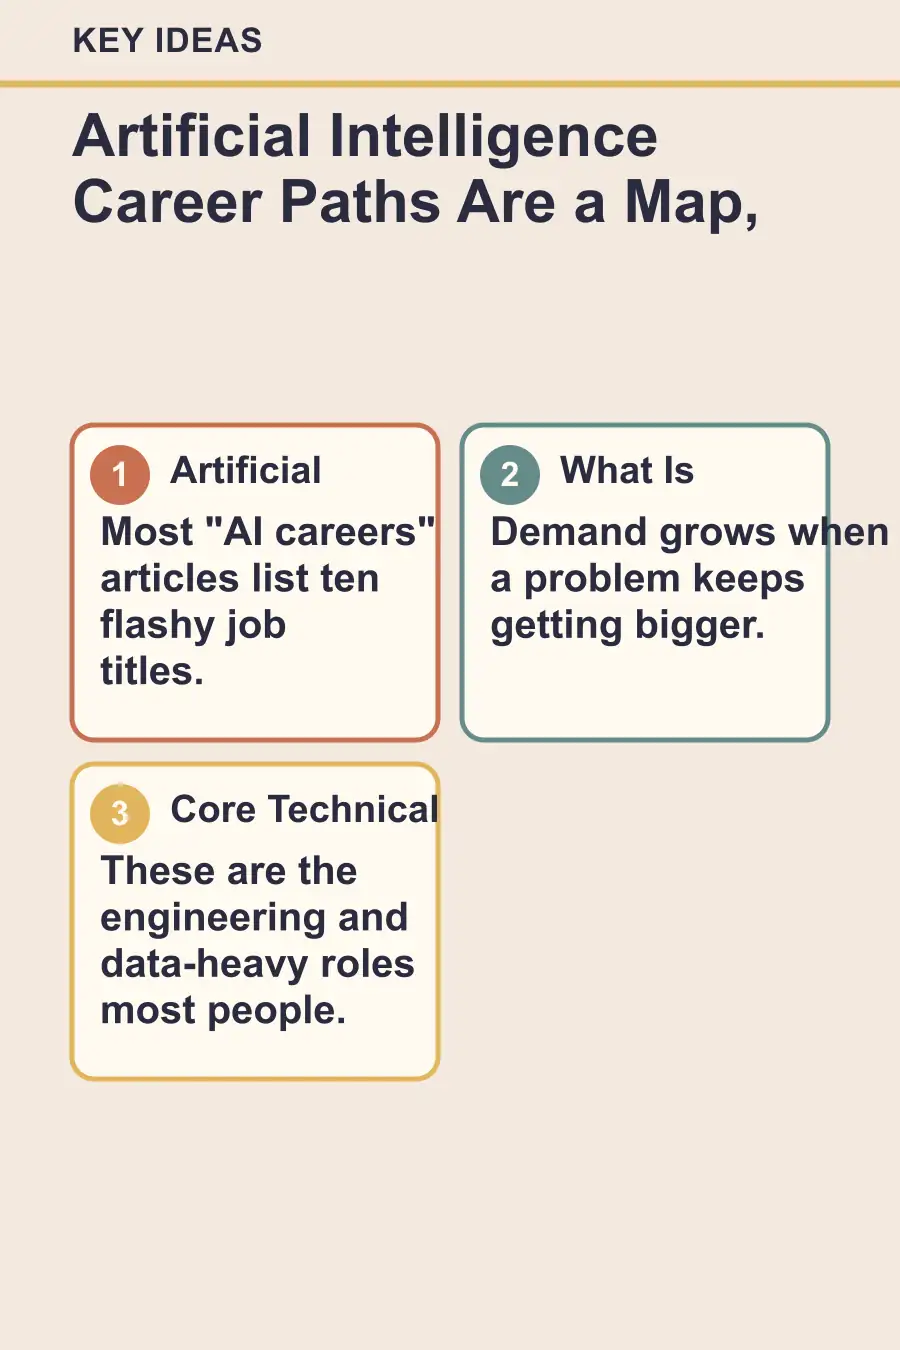 KEY IDEAS
Artificial Intelligence
Career Paths Are a Map,
1 Artificial
Most "AI careers"
articles list ten
flashy job
titles.
2 What Is
Demand grows when
a problem keeps
getting bigger.
3 Core Technical
These are the
engineering and
data-heavy roles
most people.